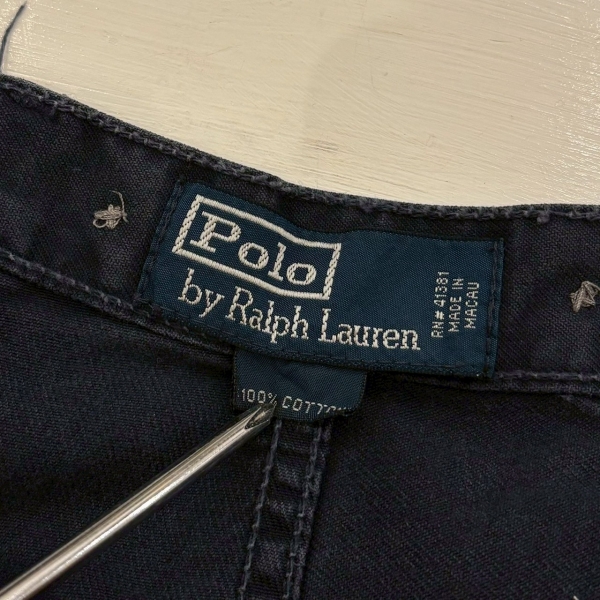 Polo
by Ralph Lauren
RN# 41381
MADE IN
MACAU
100% COTTON